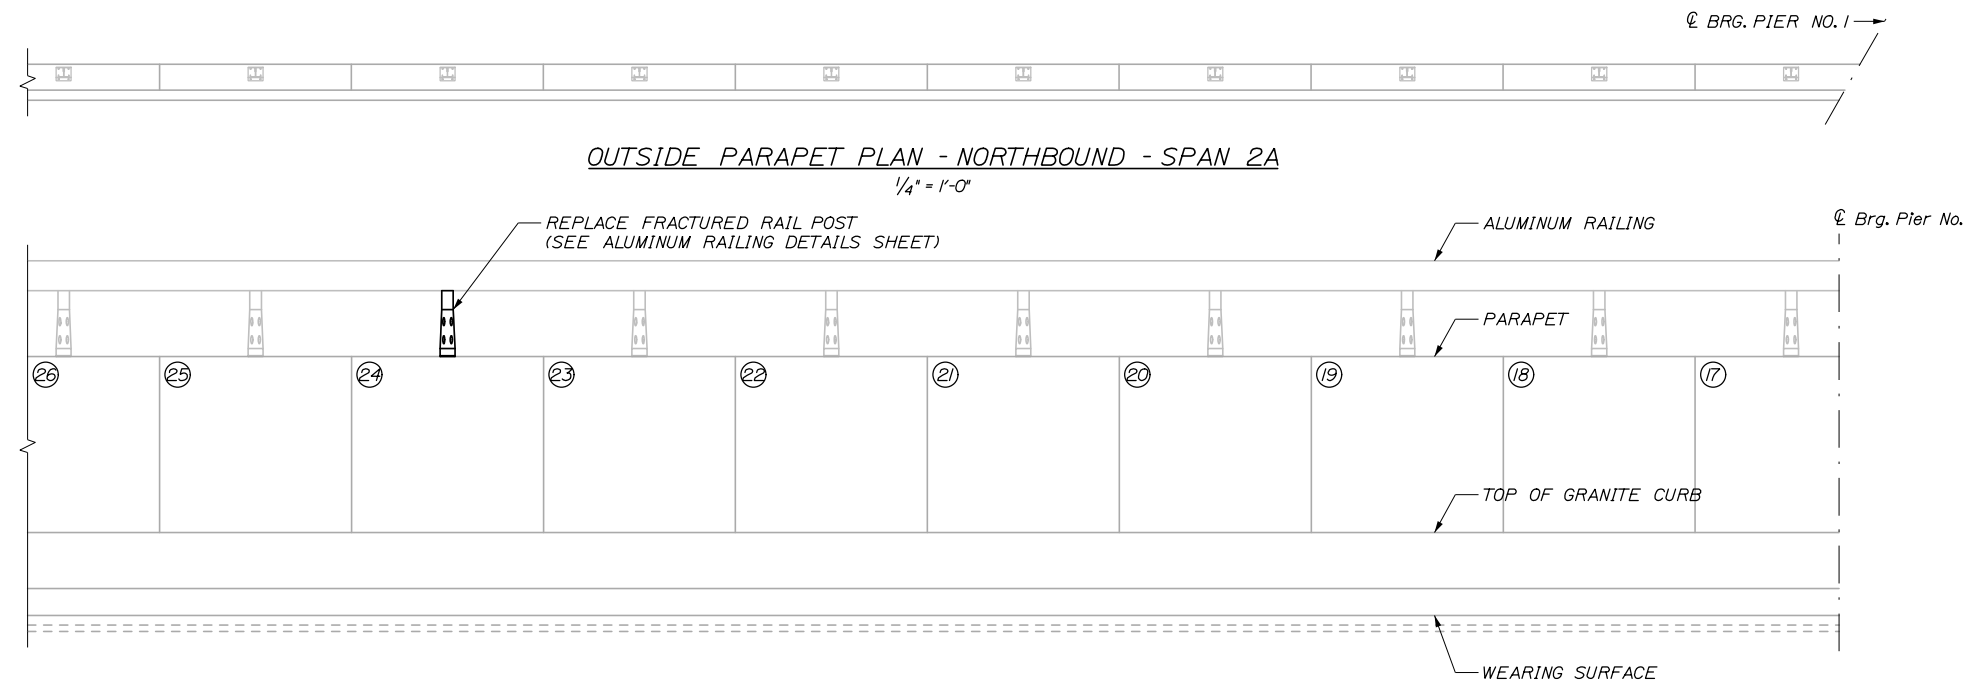 ℄ BRG. PIER NO. 1
OUTSIDE PARAPET PLAN - NORTHBOUND - SPAN 2A
1/4" = 1'-0"
REPLACE FRACTURED RAIL POST
(SEE ALUMINUM RAILING DETAILS SHEET)
ALUMINUM RAILING
℄ Brg. Pier No.
PARAPET
26 25 24 23 22 21 20 19 18 17
TOP OF GRANITE CURB
WEARING SURFACE